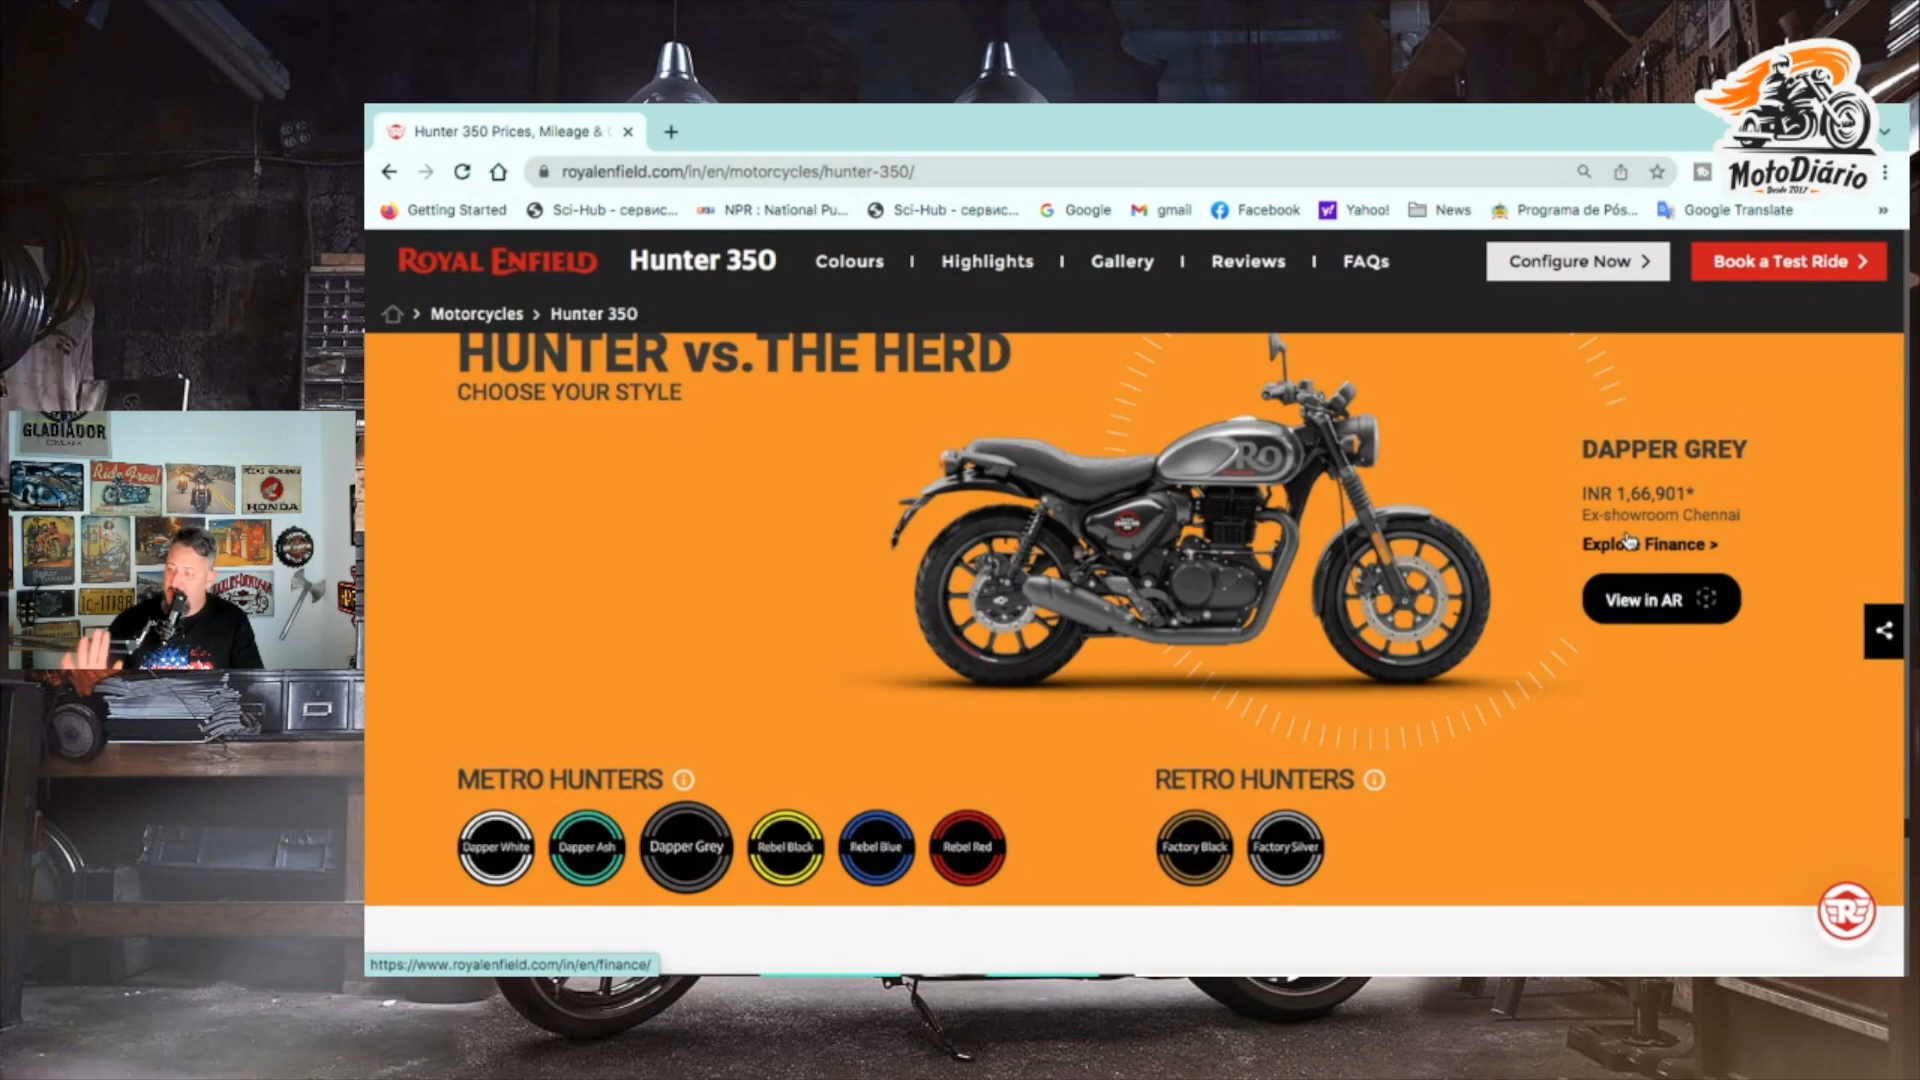 MotoDiário
Desde 2017
Hunter 350 Prices, Mileage &
royalenfield.com/in/en/motorcycles/hunter-350/
Getting Started
Sci-Hub - сервис...
NPR : National Pu...
Sci-Hub - сервис...
Google
gmail
Facebook
Yahoo!
News
Programa de Pós...
Google Translate
ROYAL ENFIELD
Hunter 350
Colours
Highlights
Gallery
Reviews
FAQs
Configure Now >
Book a Test Ride >
> Motorcycles > Hunter 350
HUNTER vs. THE HERD
CHOOSE YOUR STYLE
DAPPER GREY
INR 1,66,901*
Ex-showroom Chennai
Explore Finance >
View in AR
METRO HUNTERS
RETRO HUNTERS
Dapper White
Dapper Ash
Dapper Grey
Rebel Black
Rebel Blue
Rebel Red
Factory Black
Factory Silver
https://www.royalenfield.com/in/en/finance/
GLADIADOR
Ride Free!
PEÇAS GENUÍNAS
HONDA
HARLEY-DAVIDSON